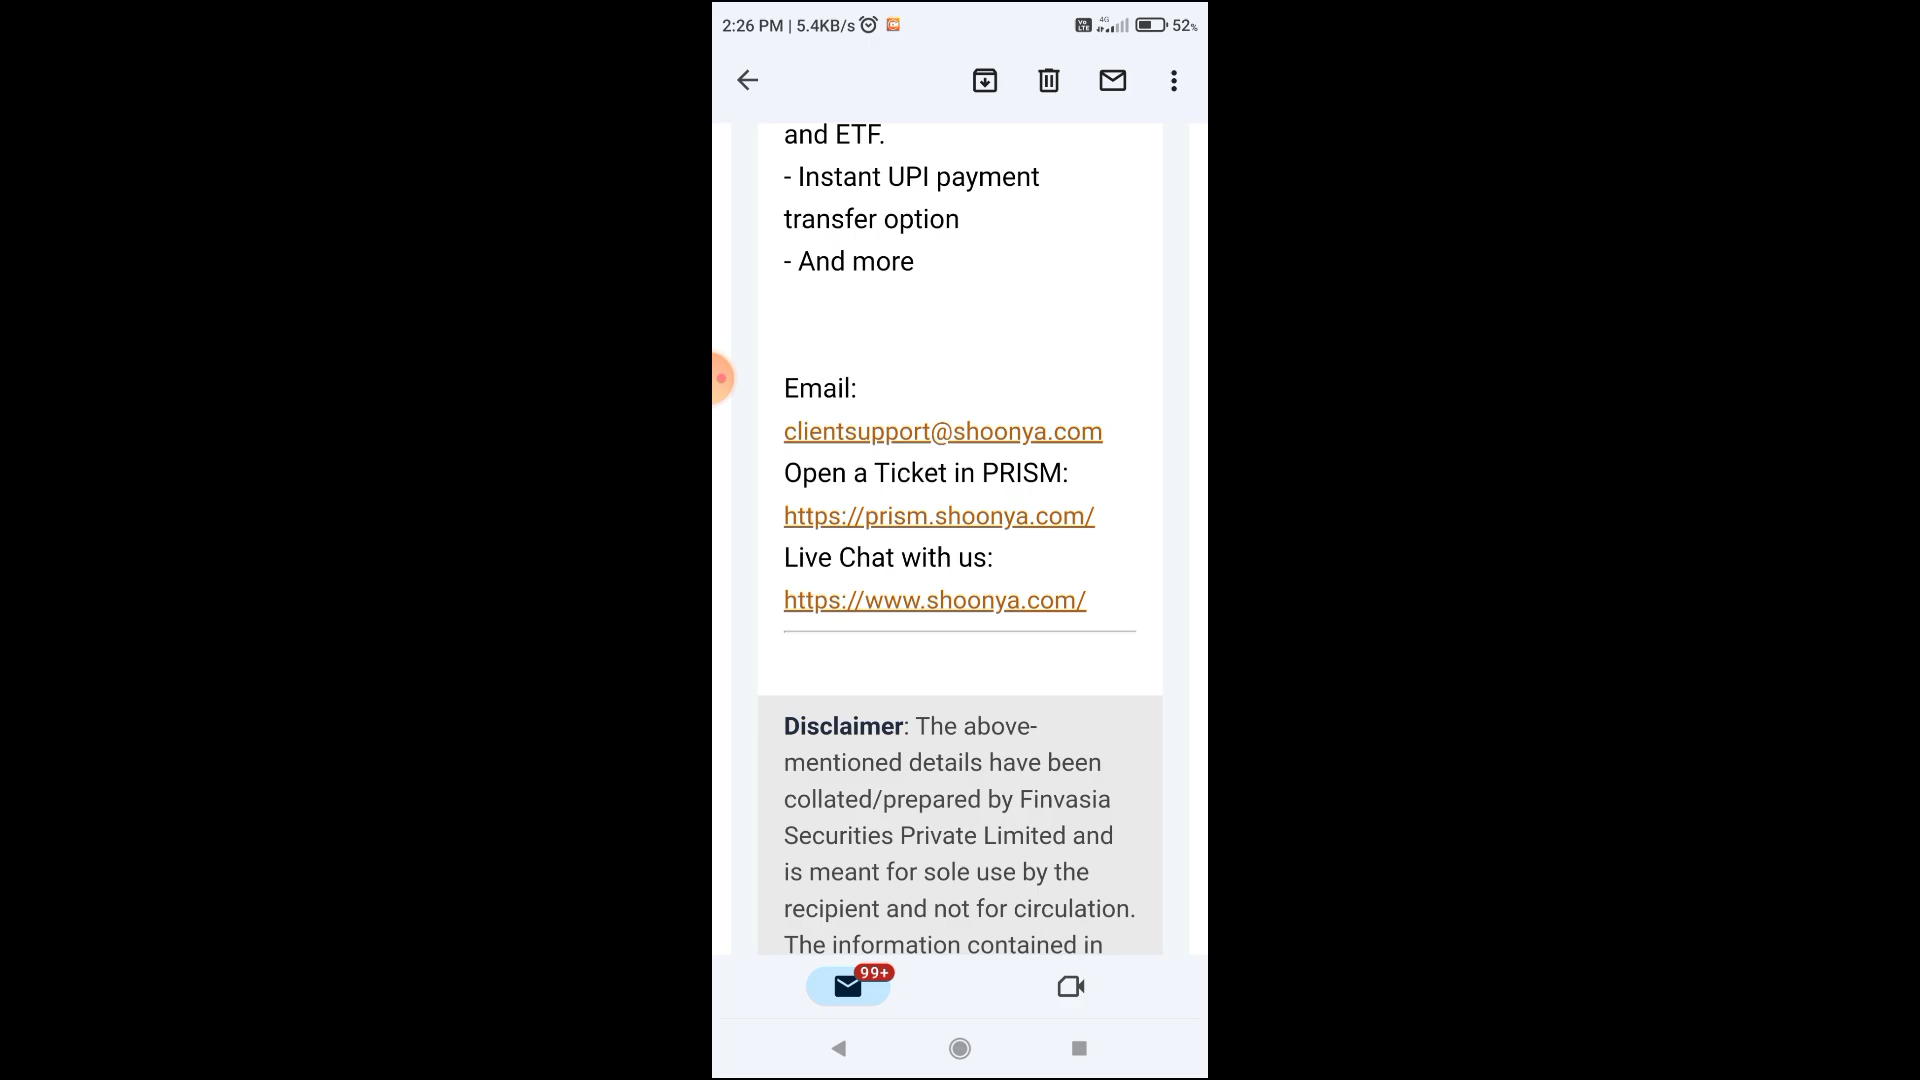 2:26 PM | 5.4KB/s Vo LTE 4G 52%
and ETF.
- Instant UPI payment
transfer option
- And more
Email:
clientsupport@shoonya.com
Open a Ticket in PRISM:
https://prism.shoonya.com/
Live Chat with us:
https://www.shoonya.com/
Disclaimer: The above-
mentioned details have been
collated/prepared by Finvasia
Securities Private Limited and
is meant for sole use by the
recipient and not for circulation.
The information contained in
99+